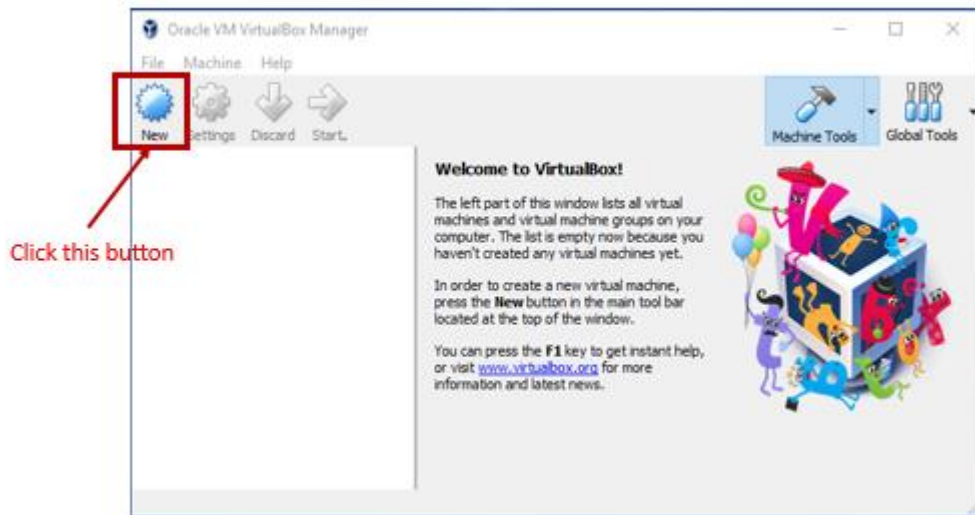 Oracle VM VirtualBox Manager
File Machine Help
New Settings Discard Start
Machine Tools Global Tools
Click this button
Welcome to VirtualBox!
The left part of this window lists all virtual
machines and virtual machine groups on your
computer. The list is empty now because you
haven't created any virtual machines yet.
In order to create a new virtual machine,
press the New button in the main tool bar
located at the top of the window.
You can press the F1 key to get instant help,
or visit www.virtualbox.org for more
information and latest news.